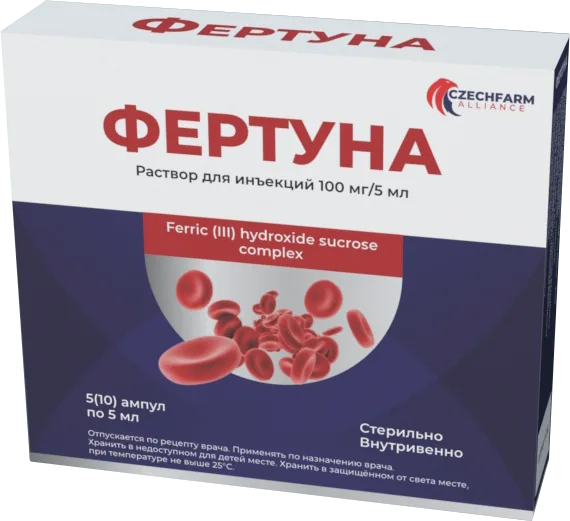 ФЕРТУНА
CZECHFARM
ALLIANCE
ФЕРТУНА
Раствор для инъекций 100 мг/5 мл
Ferric (III) hydroxide sucrose
complex
5(10) ампул
по 5 мл
Стерильно
Внутривенно
Отпускается по рецепту врача. Применять по назначению врача.
Хранить в недоступном для детей месте. Хранить в защищённом от света месте,
при температуре не выше 25°C.